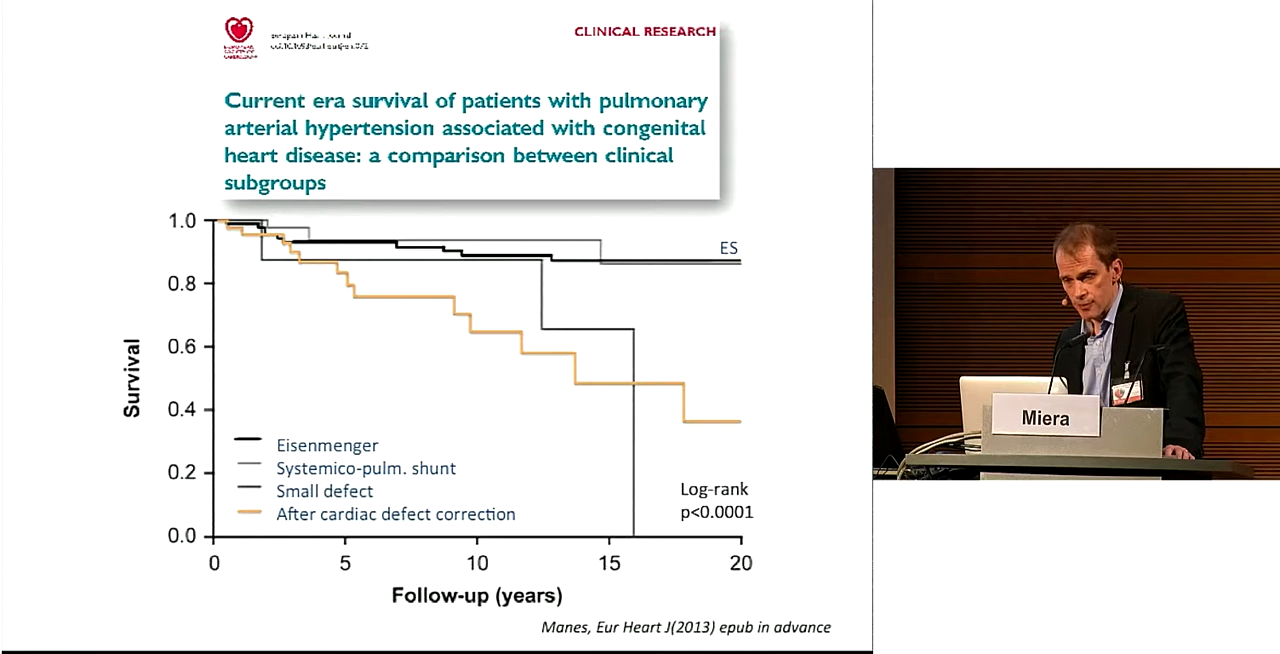 CLINICAL RESEARCH
Current era survival of patients with pulmonary
arterial hypertension associated with congenital
heart disease: a comparison between clinical
subgroups
1.0
0.8
0.6
0.4
0.2
0.0
Survival
ES
Eisenmenger
Systemico-pulm. shunt
Small defect
After cardiac defect correction
Log-rank
p<0.0001
0 5 10 15 20
Follow-up (years)
Manes, Eur Heart J(2013) epub in advance
Miera